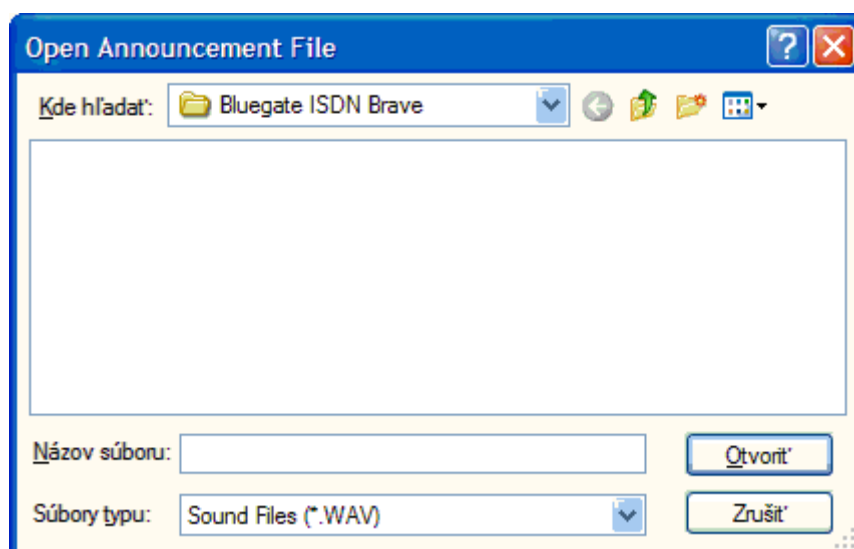 Open Announcement File
Kde hľadať: Bluegate ISDN Brave
Názov súboru: Otvoriť
Súbory typu: Sound Files (*.WAV) Zrušiť